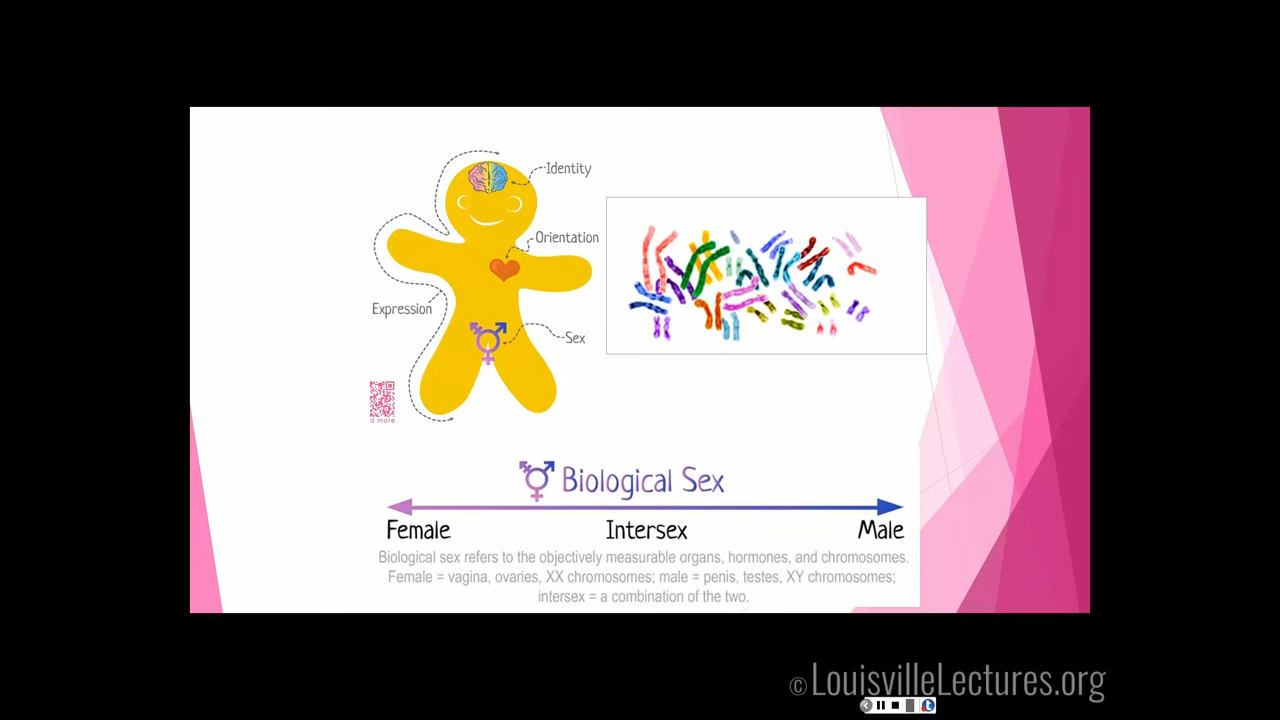 Identity
Orientation
Expression
Sex
d more
Biological Sex
Female Intersex Male
Biological sex refers to the objectively measurable organs, hormones, and chromosomes.
Female = vagina, ovaries, XX chromosomes; male = penis, testes, XY chromosomes;
intersex = a combination of the two.
© LouisvilleLectures.org